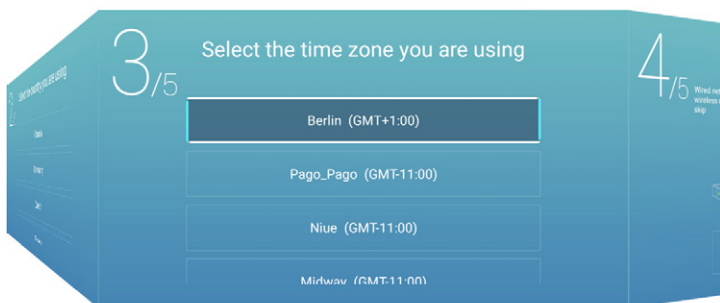 3/5
Select the time zone you are using
Berlin (GMT+1:00)
Pago_Pago (GMT-11:00)
Niue (GMT-11:00)
Midway (GMT-11:00)
4/5
Wired net
wireless
skip